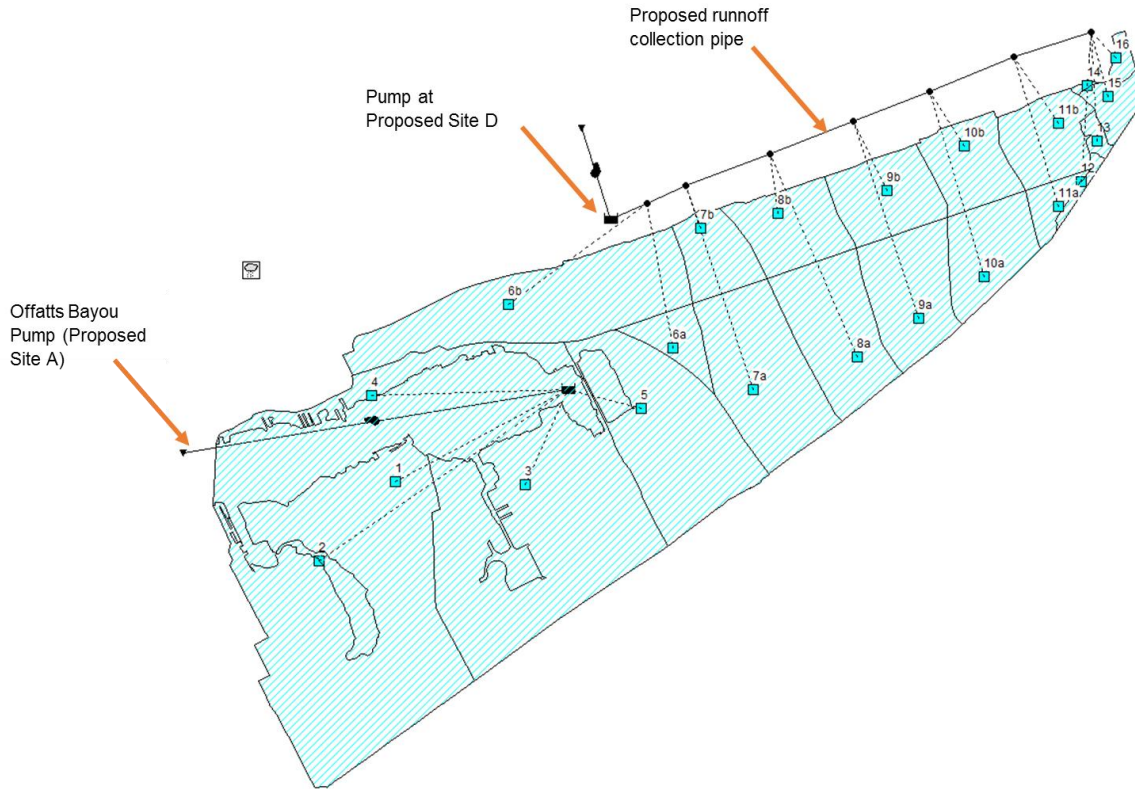 Proposed runnoff
collection pipe
Pump at
Proposed Site D
Offatts Bayou
Pump (Proposed
Site A)
16
14
15
11b
13
10b
12
9b
11a
8b
7b
10a
6b
9a
6a
8a
7a
4
5
1
3
2